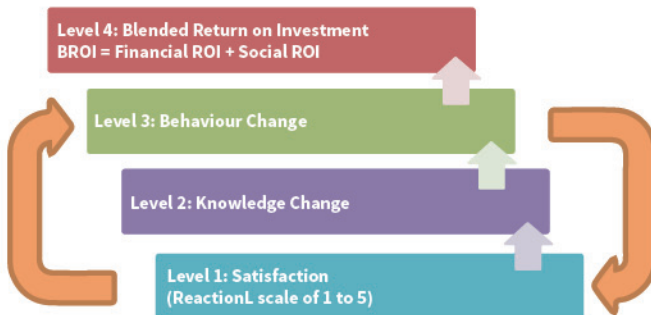 Level 4: Blended Return on Investment
BROI = Financial ROI + Social ROI
Level 3: Behaviour Change
Level 2: Knowledge Change
Level 1: Satisfaction
(ReactionL scale of 1 to 5)